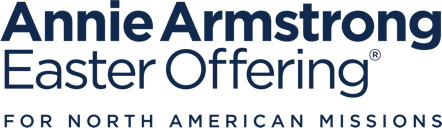 Annie Armstrong
Easter Offering®
FOR NORTH AMERICAN MISSIONS